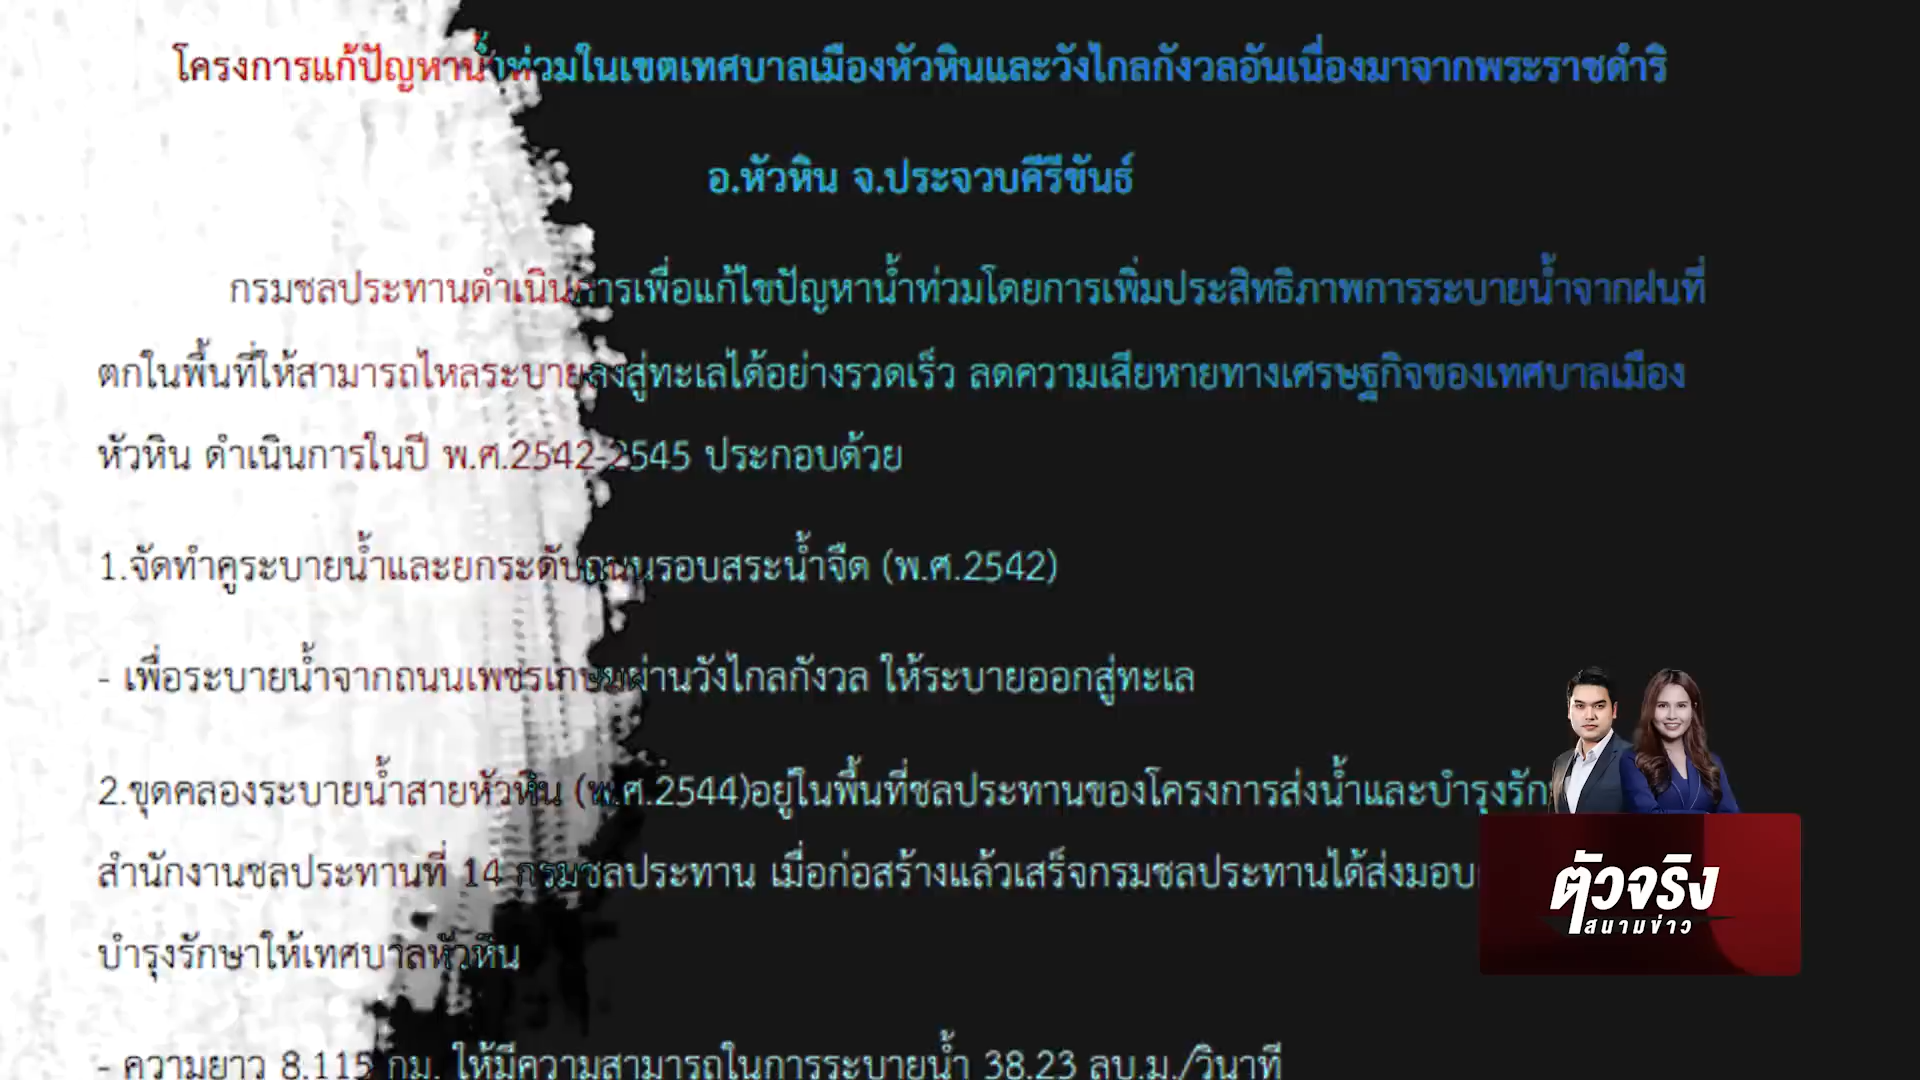 โครงการแก้ปัญหาน้ำท่วมในเขตเทศบาลเมืองหัวหินและวังไกลกังวลอันเนื่องมาจากพระราชดำริ
อ.หัวหิน จ.ประจวบคีรีขันธ์
กรมชลประทานดำเนินการเพื่อแก้ไขปัญหาน้ำท่วมโดยการเพิ่มประสิทธิภาพการระบายน้ำจากฝนที่
ตกในพื้นที่ให้สามารถไหลระบายลงสู่ทะเลได้อย่างรวดเร็ว ลดความเสียหายทางเศรษฐกิจของเทศบาลเมือง
หัวหิน ดำเนินการในปี พ.ศ.2542-2545 ประกอบด้วย
1.จัดทำคูระบายน้ำและยกระดับถนนรอบสระน้ำจืด (พ.ศ.2542)
- เพื่อระบายน้ำจากถนนเพชรเกษมผ่านวังไกลกังวล ให้ระบายออกสู่ทะเล
2.ขุดคลองระบายน้ำสายหัวหิน (พ.ศ.2544)อยู่ในพื้นที่ชลประทานของโครงการส่งน้ำและบำรุงรัก
สำนักงานชลประทานที่ 14 กรมชลประทาน เมื่อก่อสร้างแล้วเสร็จกรมชลประทานได้ส่งมอบ
บำรุงรักษาให้เทศบาลหัวหิน
- ความยาว 8.115 กม. ให้มีความสามารถในการระบายน้ำ 38.23 ลบ.ม./วินาที
ตัวจริง
สนามข่าว